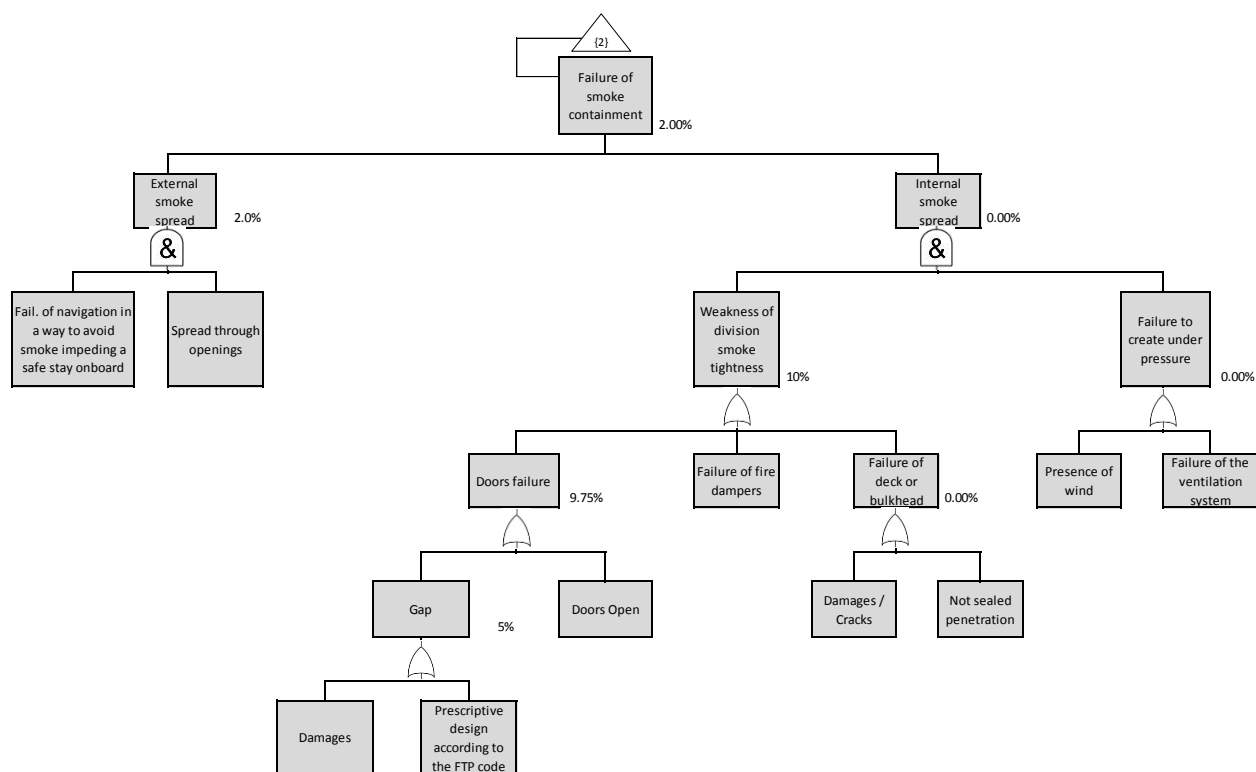 {2}
Failure of
smoke
containment
2.00%
External
smoke
spread
2.0%
&
Internal
smoke
spread
0.00%
&
Fail. of navigation in
a way to avoid
smoke impeding a
safe stay onboard
Spread through
openings
Weakness of
division
smoke
tightness
10%
Failure to
create under
pressure
0.00%
Doors failure
9.75%
Failure of fire
dampers
Failure of
deck or
bulkhead
0.00%
Presence of
wind
Failure of the
ventilation
system
Gap
5%
Doors Open
Damages /
Cracks
Not sealed
penetration
Damages
Prescriptive
design
according to
the FTP code